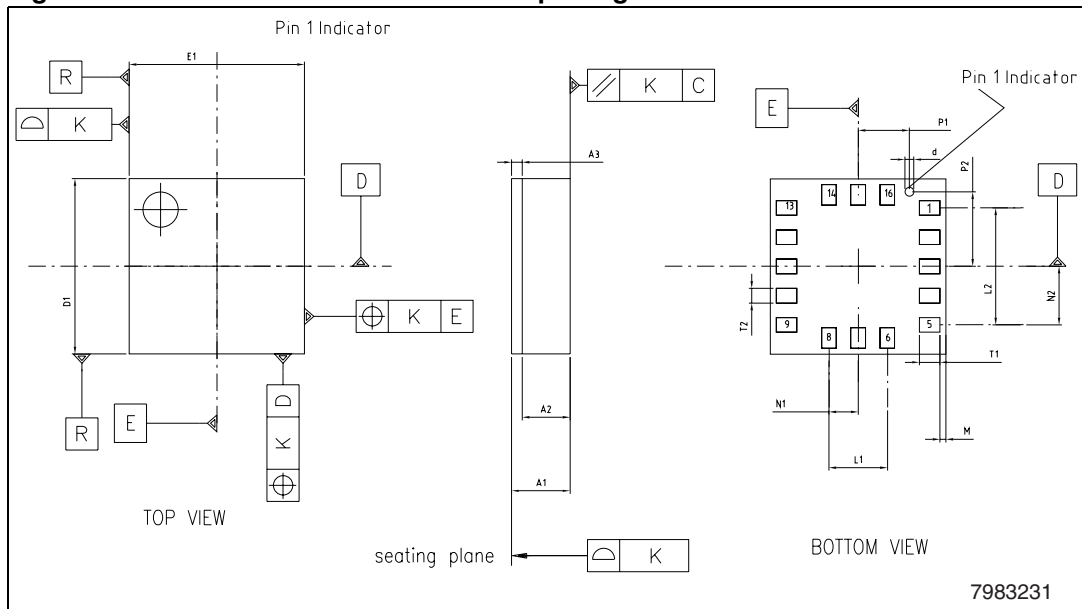 Pin 1 Indicator
E1
R
K
K
C
Pin 1 Indicator
E
P1
A3
d
P2
D
D
14
16
13
1
D1
L2
N2
K
E
T2
9
5
8
6
T1
D
K
R
E
A2
N1
M
L1
A1
TOP VIEW
BOTTOM VIEW
seating plane
K
7983231